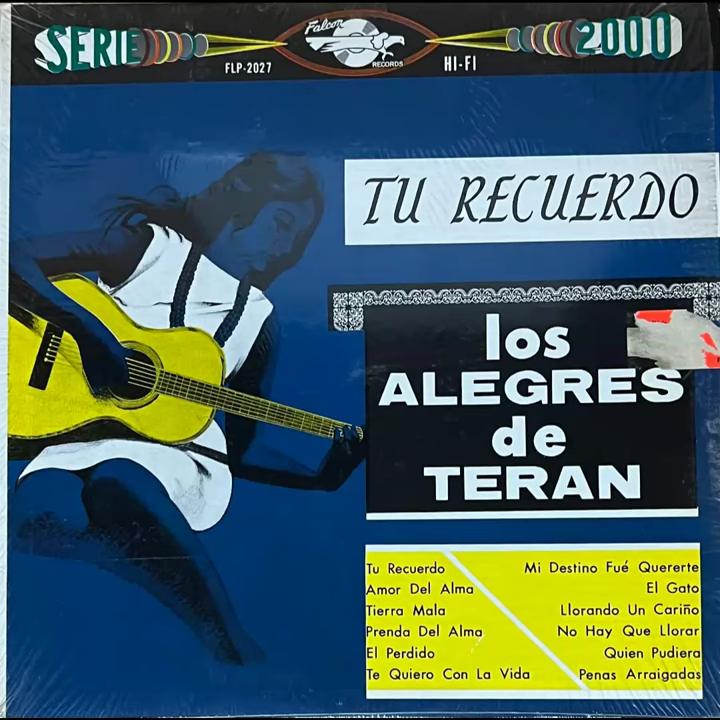 SERIE
Falcon
RECORDS
2000
FLP-2027
HI-FI
TU RECUERDO
los
ALEGRES
de
TERAN
Tu Recuerdo
Amor Del Alma
Tierra Mala
Prenda Del Alma
El Perdido
Te Quiero Con La Vida
Mi Destino Fué Quererte
El Gato
Llorando Un Cariño
No Hay Que Llorar
Quien Pudiera
Penas Arraigadas